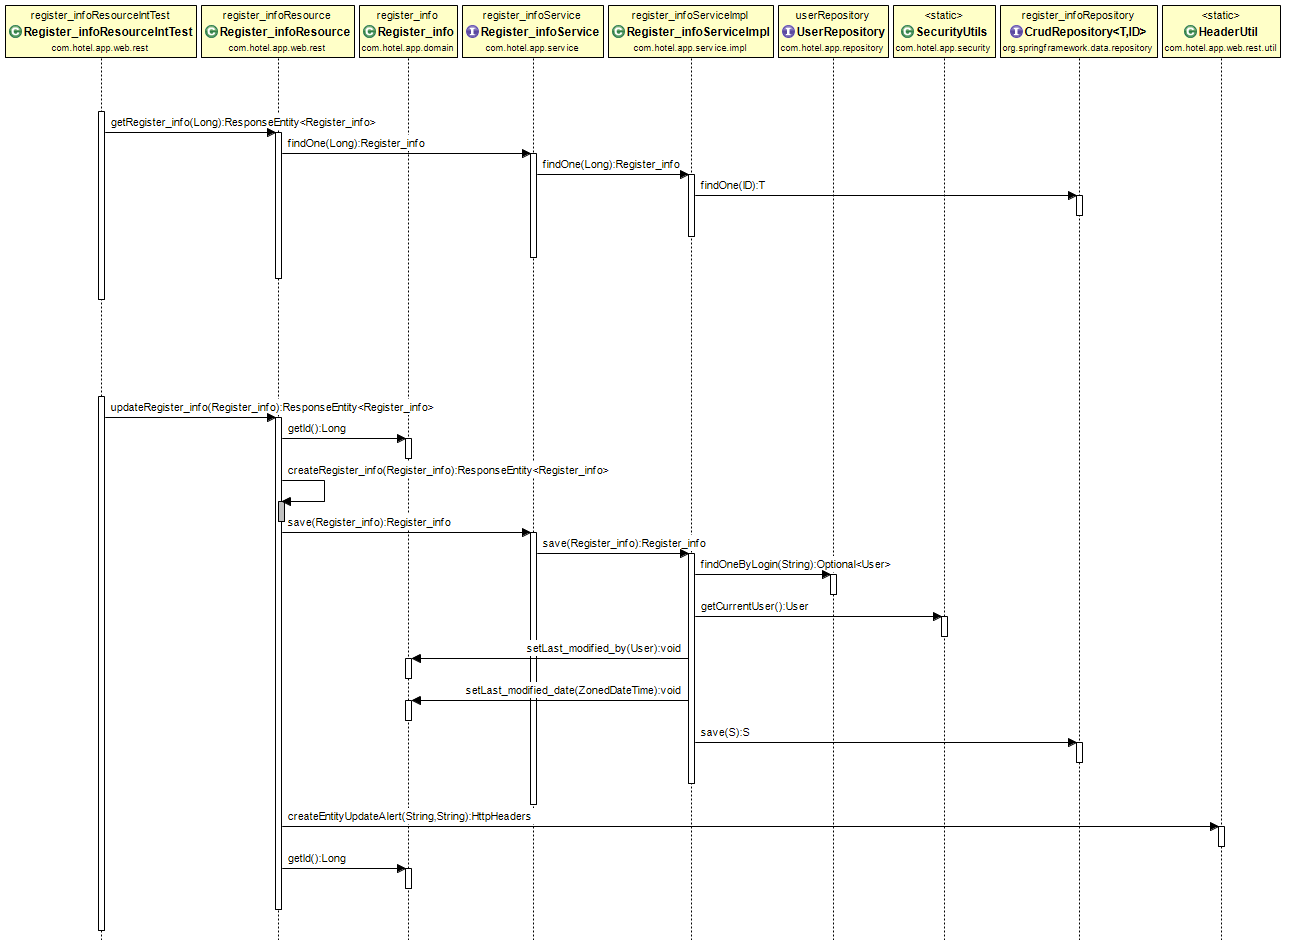 register_infoResourceIntTest
Register_infoResourceIntTest
com.hotel.app.web.rest
register_infoResource
Register_infoResource
com.hotel.app.web.rest
register_info
Register_info
com.hotel.app.domain
register_infoService
Register_infoService
com.hotel.app.service
register_infoServiceImpl
Register_infoServiceImpl
com.hotel.app.service.impl
userRepository
UserRepository
com.hotel.app.repository
<static>
SecurityUtils
com.hotel.app.security
register_infoRepository
CrudRepository<T,ID>
org.springframework.data.repository
<static>
HeaderUtil
com.hotel.app.web.rest.util
getRegister_info(Long):ResponseEntity<Register_info>
findOne(Long):Register_info
findOne(Long):Register_info
findOne(ID):T
updateRegister_info(Register_info):ResponseEntity<Register_info>
getId():Long
createRegister_info(Register_info):ResponseEntity<Register_info>
save(Register_info):Register_info
save(Register_info):Register_info
findOneByLogin(String):Optional<User>
getCurrentUser():User
setLast_modified_by(User):void
setLast_modified_date(ZonedDateTime):void
save(S):S
createEntityUpdateAlert(String,String):HttpHeaders
getId():Long